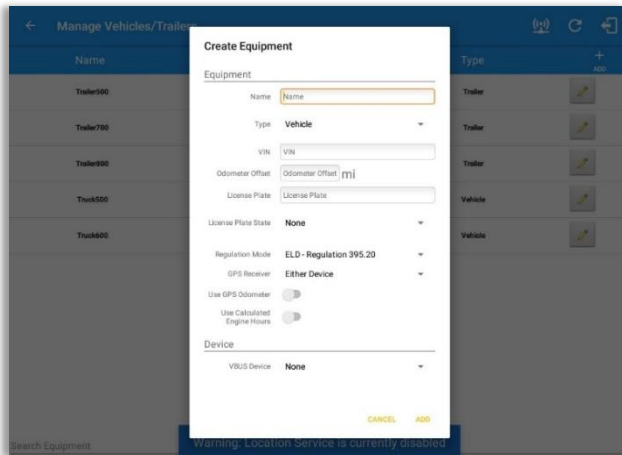 Manage Vehicles/Trailers
Name Type ADD
Trailer500 Trailer
Trailer700 Trailer
Trailer900 Trailer
Truck500 Vehicle
Truck600 Vehicle
Create Equipment
Equipment
Name Name
Type Vehicle
VIN VIN
Odometer Offset Odometer Offset mi
License Plate License Plate
License Plate State None
Regulation Mode ELD - Regulation 395.20
GPS Receiver Either Device
Use GPS Odometer
Use Calculated
Engine Hours
Device
VBUS Device None
CANCEL ADD
Search Equipment
Warning: Location Service is currently disabled